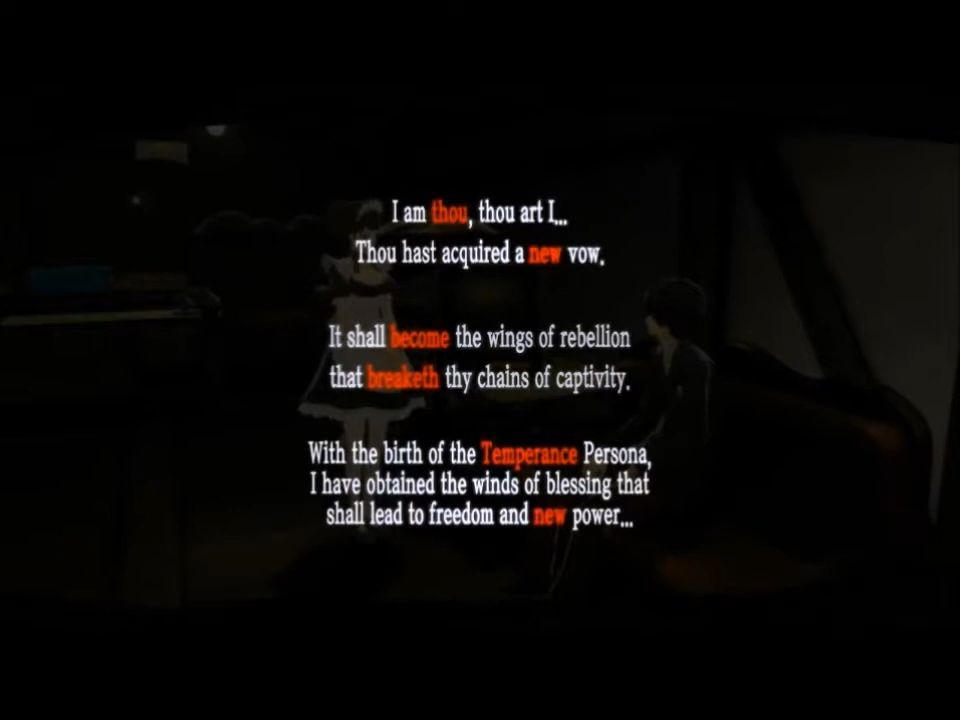 I am thou, thou art I...
Thou hast acquired a new vow.
It shall become the wings of rebellion
that breaketh thy chains of captivity.
With the birth of the Temperance Persona,
I have obtained the winds of blessing that
shall lead to freedom and new power...